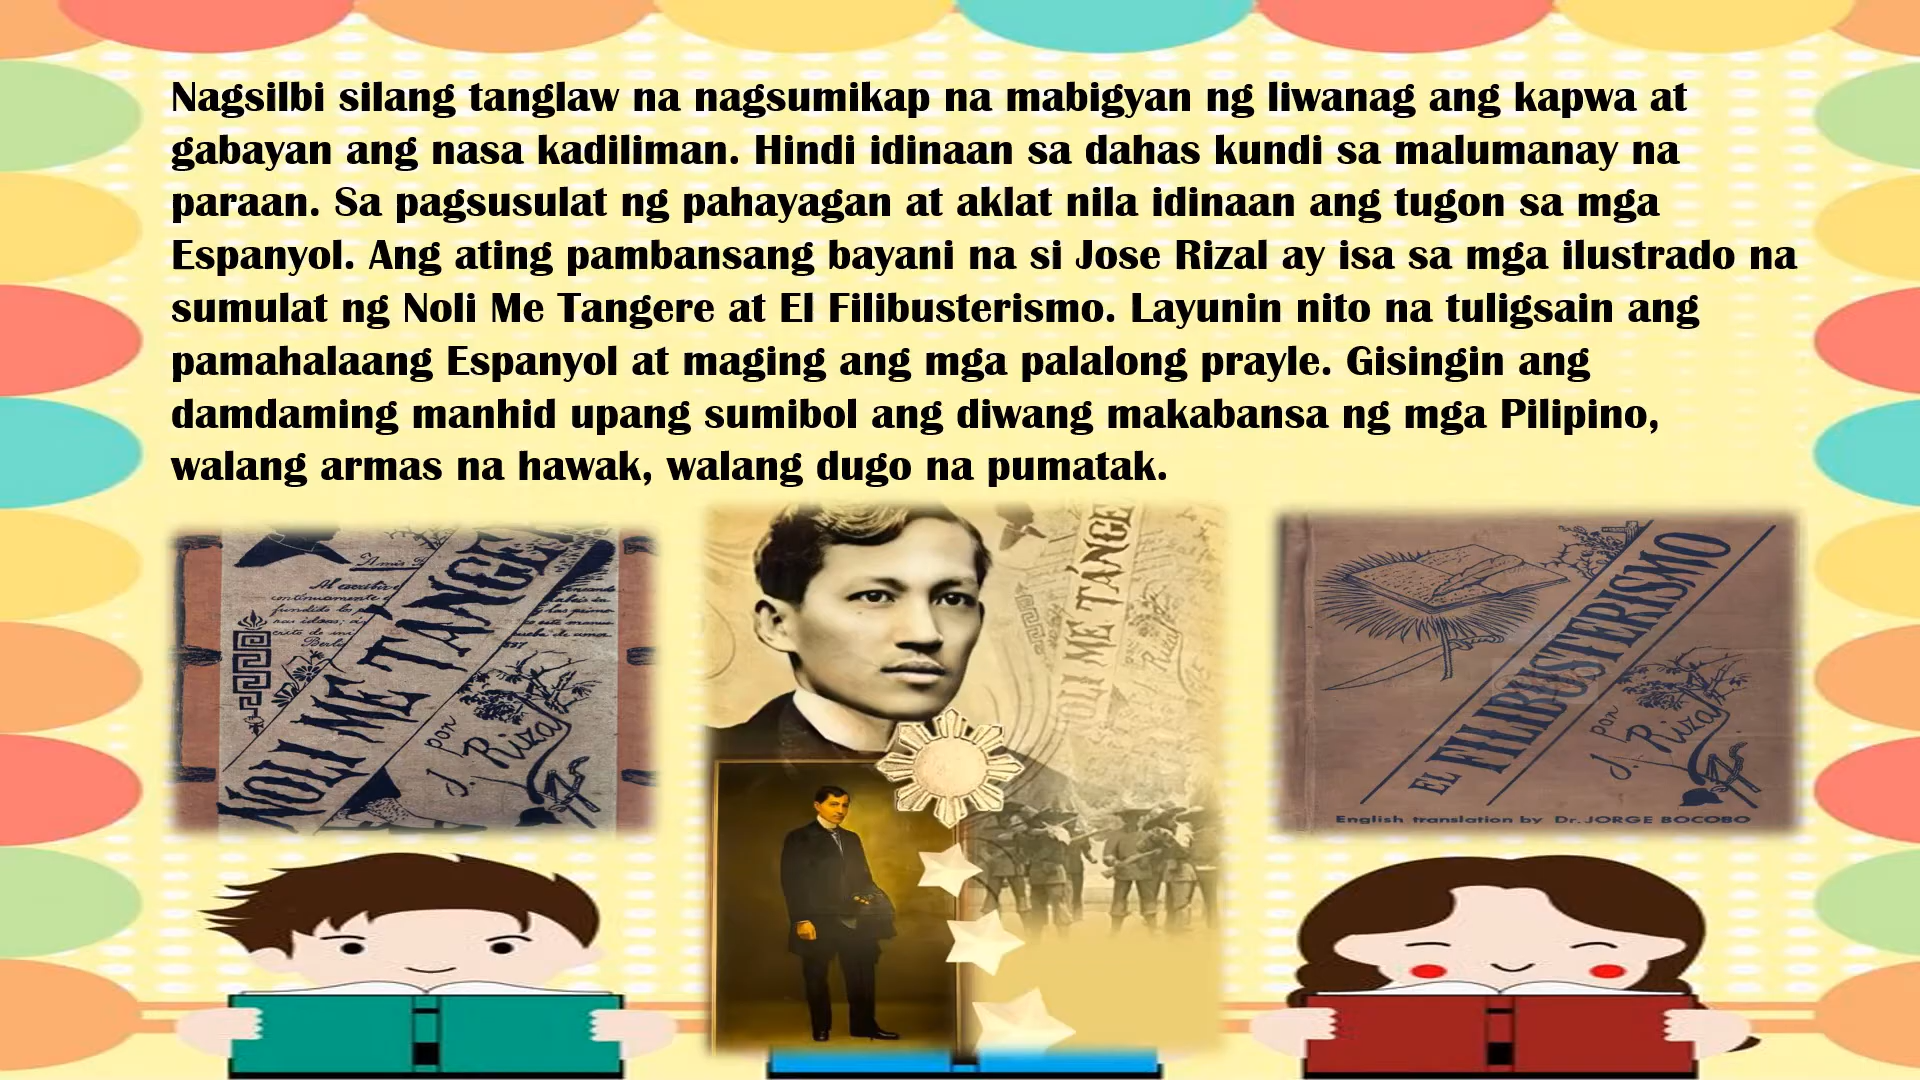 Nagsilbi silang tanglaw na nagsumikap na mabigyan ng liwanag ang kapwa at
gabayan ang nasa kadiliman. Hindi idinaan sa dahas kundi sa malumanay na
paraan. Sa pagsusulat ng pahayagan at aklat nila idinaan ang tugon sa mga
Espanyol. Ang ating pambansang bayani na si Jose Rizal ay isa sa mga ilustrado na
sumulat ng Noli Me Tangere at El Filibusterismo. Layunin nito na tuligsain ang
pamahalaang Espanyol at maging ang mga palalong prayle. Gisingin ang
damdaming manhid upang sumibol ang diwang makabansa ng mga Pilipino,
walang armas na hawak, walang dugo na pumatak.
NOLI ME TANGE
por
J. Rizal
OLI ME TANGE
Rizal
EL FILIBUSTERISMO
por
J. Rizal
English translation by Dr. JORGE BOCOBO